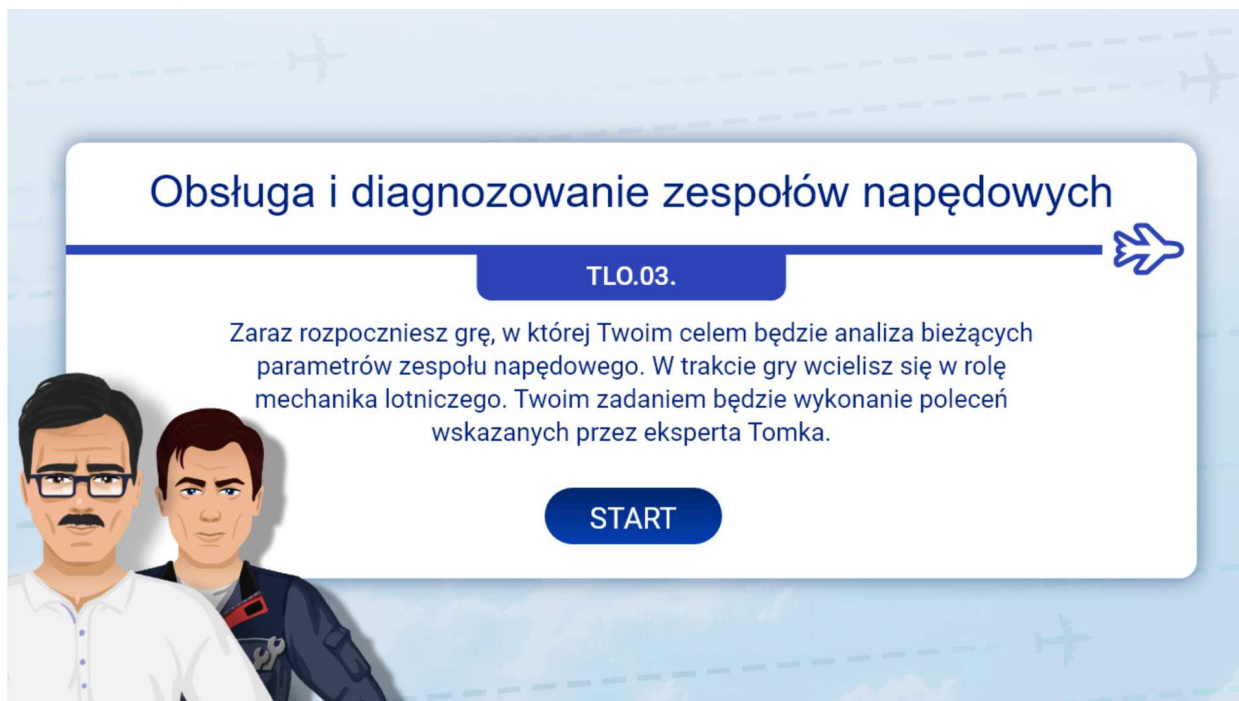 Obsługa i diagnozowanie zespołów napędowych
TLO.03.
Zaraz rozpoczniesz grę, w której Twoim celem będzie analiza bieżących
parametrów zespołu napędowego. W trakcie gry wcielisz się w rolę
mechanika lotniczego. Twoim zadaniem będzie wykonanie poleceń
wskazanych przez eksperta Tomka.
START